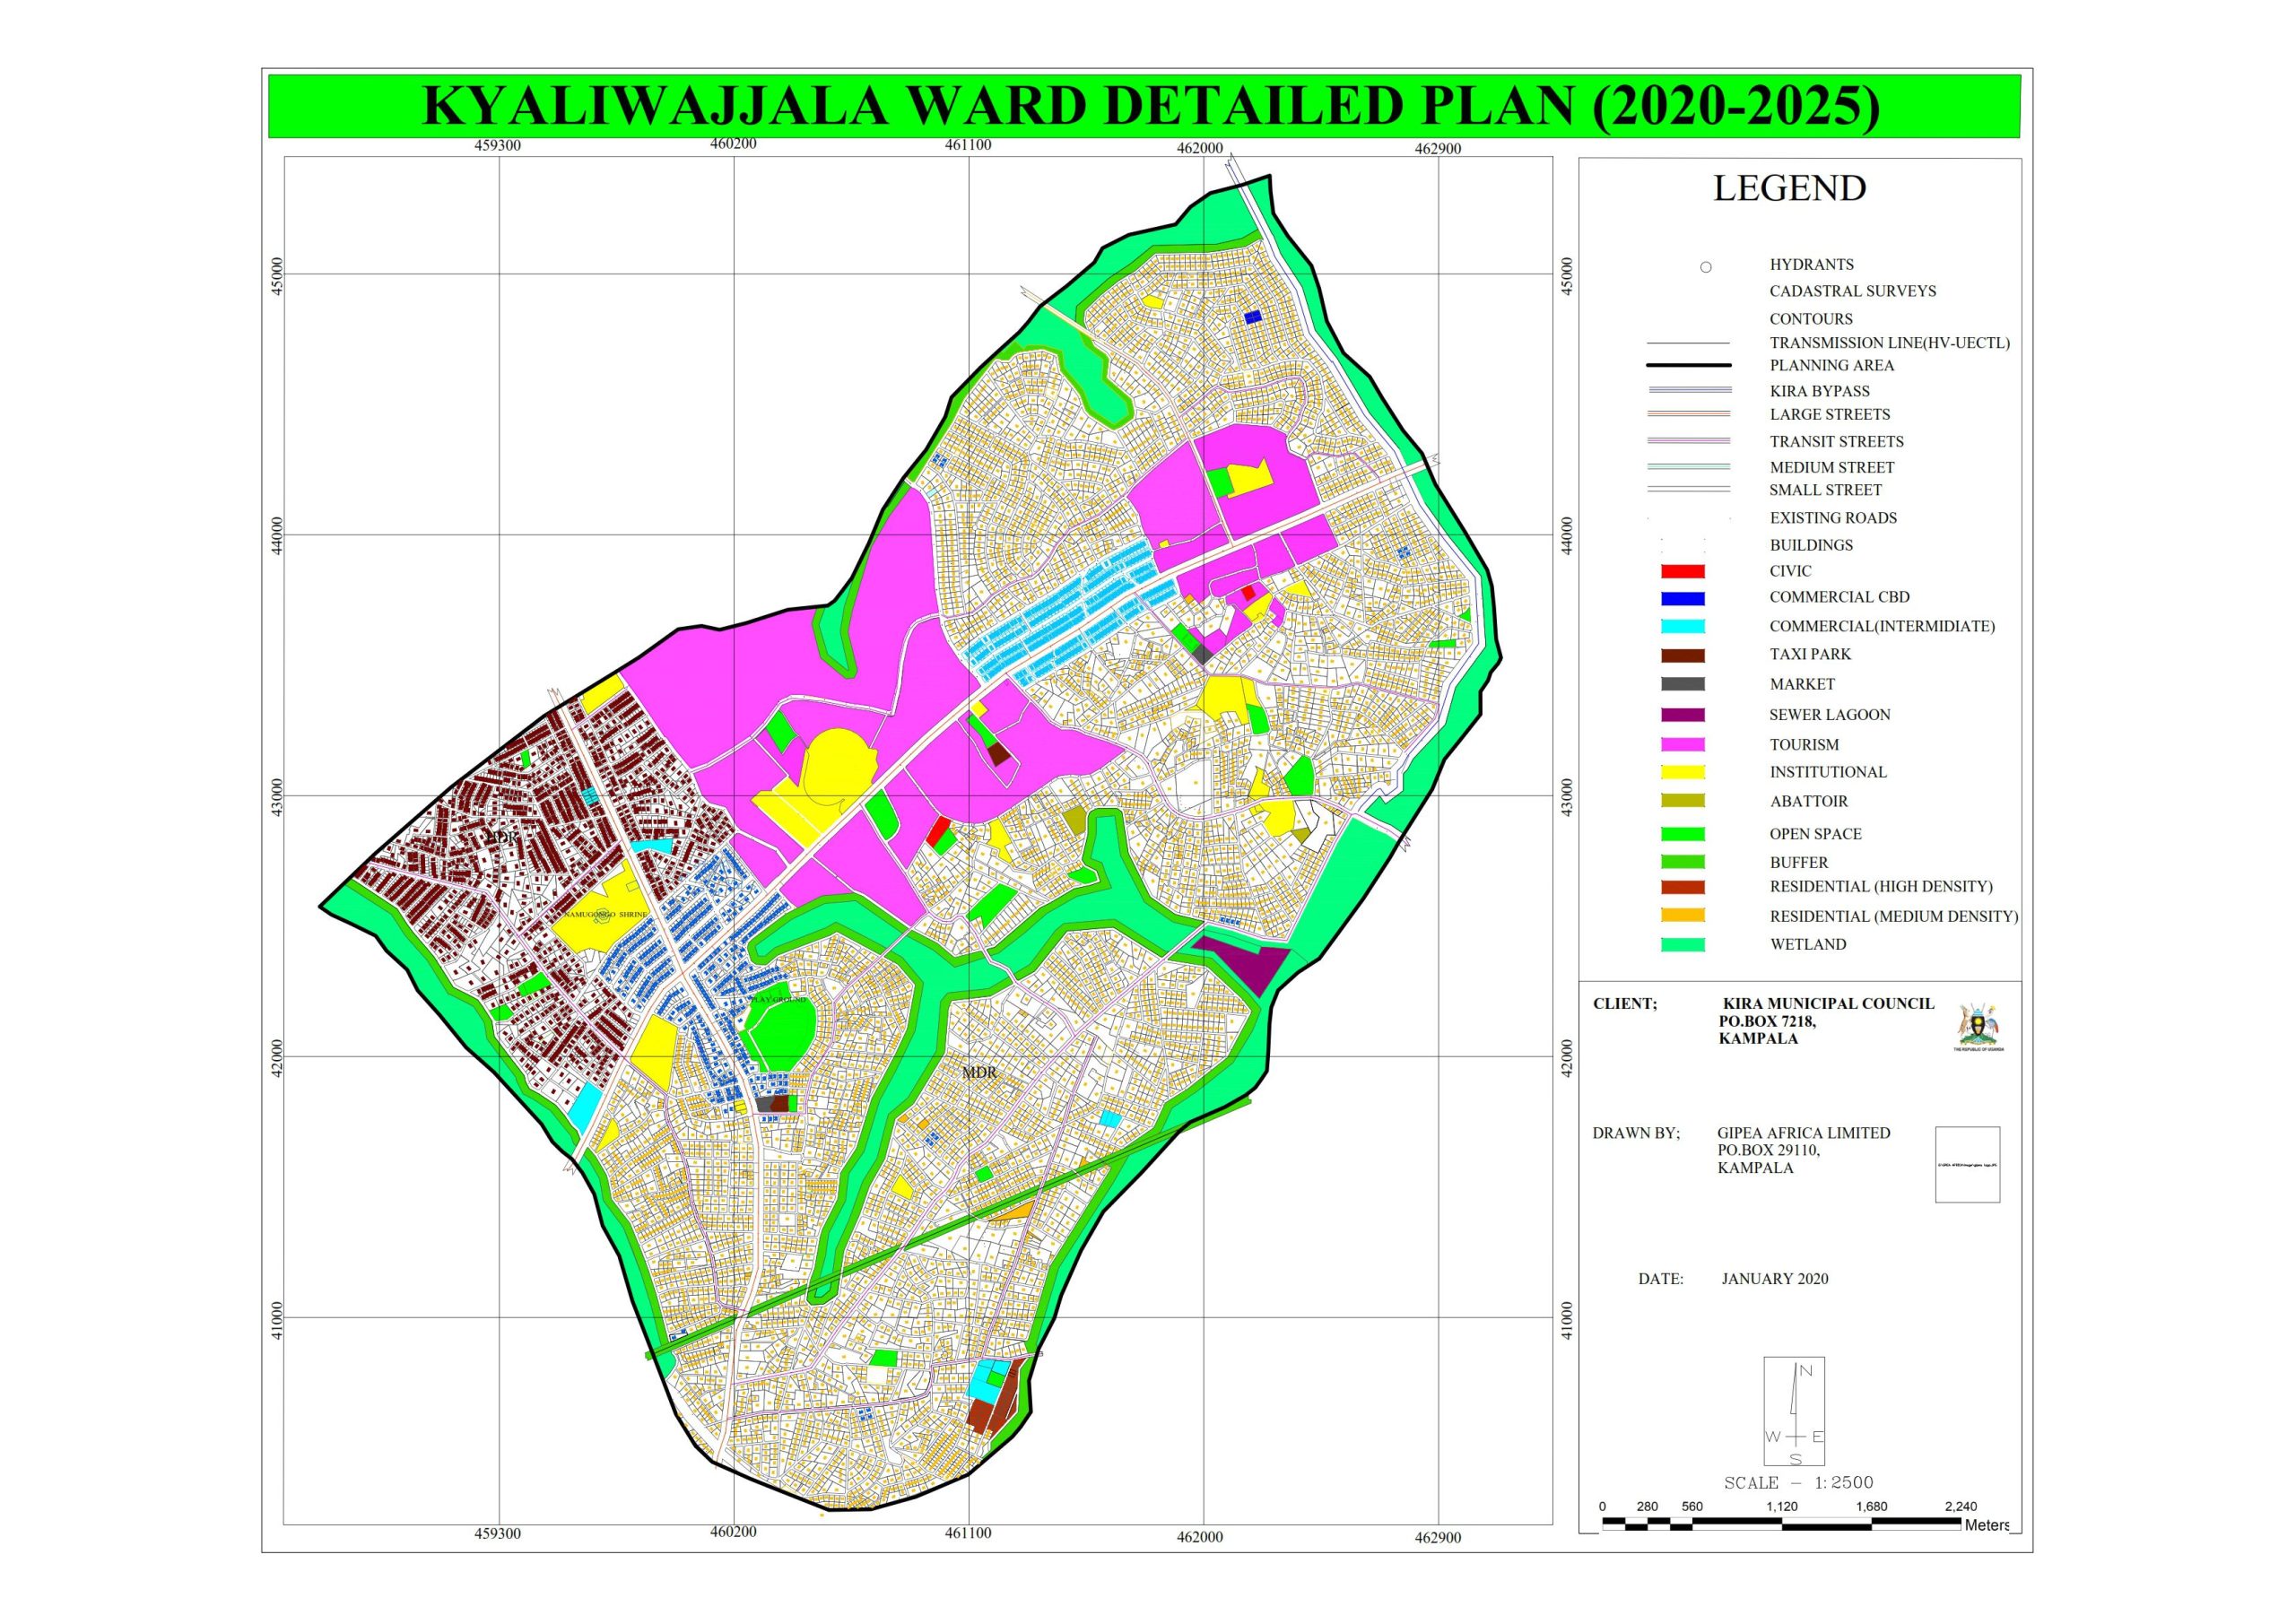 KYALIWAJJALA WARD DETAILED PLAN (2020-2025)
459300 460200 461100 462000 462900
45000 45000
44000 44000
43000 43000
42000 42000
41000 41000
459300 460200 461100 462000 462900
HDR
NAMUGONGO SHRINE
PLAY GROUND
MDR
LEGEND
HYDRANTS
CADASTRAL SURVEYS
CONTOURS
TRANSMISSION LINE(HV-UECTL)
PLANNING AREA
KIRA BYPASS
LARGE STREETS
TRANSIT STREETS
MEDIUM STREET
SMALL STREET
EXISTING ROADS
BUILDINGS
CIVIC
COMMERCIAL CBD
COMMERCIAL(INTERMIDIATE)
TAXI PARK
MARKET
SEWER LAGOON
TOURISM
INSTITUTIONAL
ABATTOIR
OPEN SPACE
BUFFER
RESIDENTIAL (HIGH DENSITY)
RESIDENTIAL (MEDIUM DENSITY)
WETLAND
CLIENT; KIRA MUNICIPAL COUNCIL
PO.BOX 7218,
KAMPALA
THE REPUBLIC OF UGANDA
DRAWN BY; GIPEA AFRICA LIMITED
PO.BOX 29110,
KAMPALA
DATE: JANUARY 2020
N
W E
S
SCALE - 1:2500
0 280 560 1,120 1,680 2,240
Meters